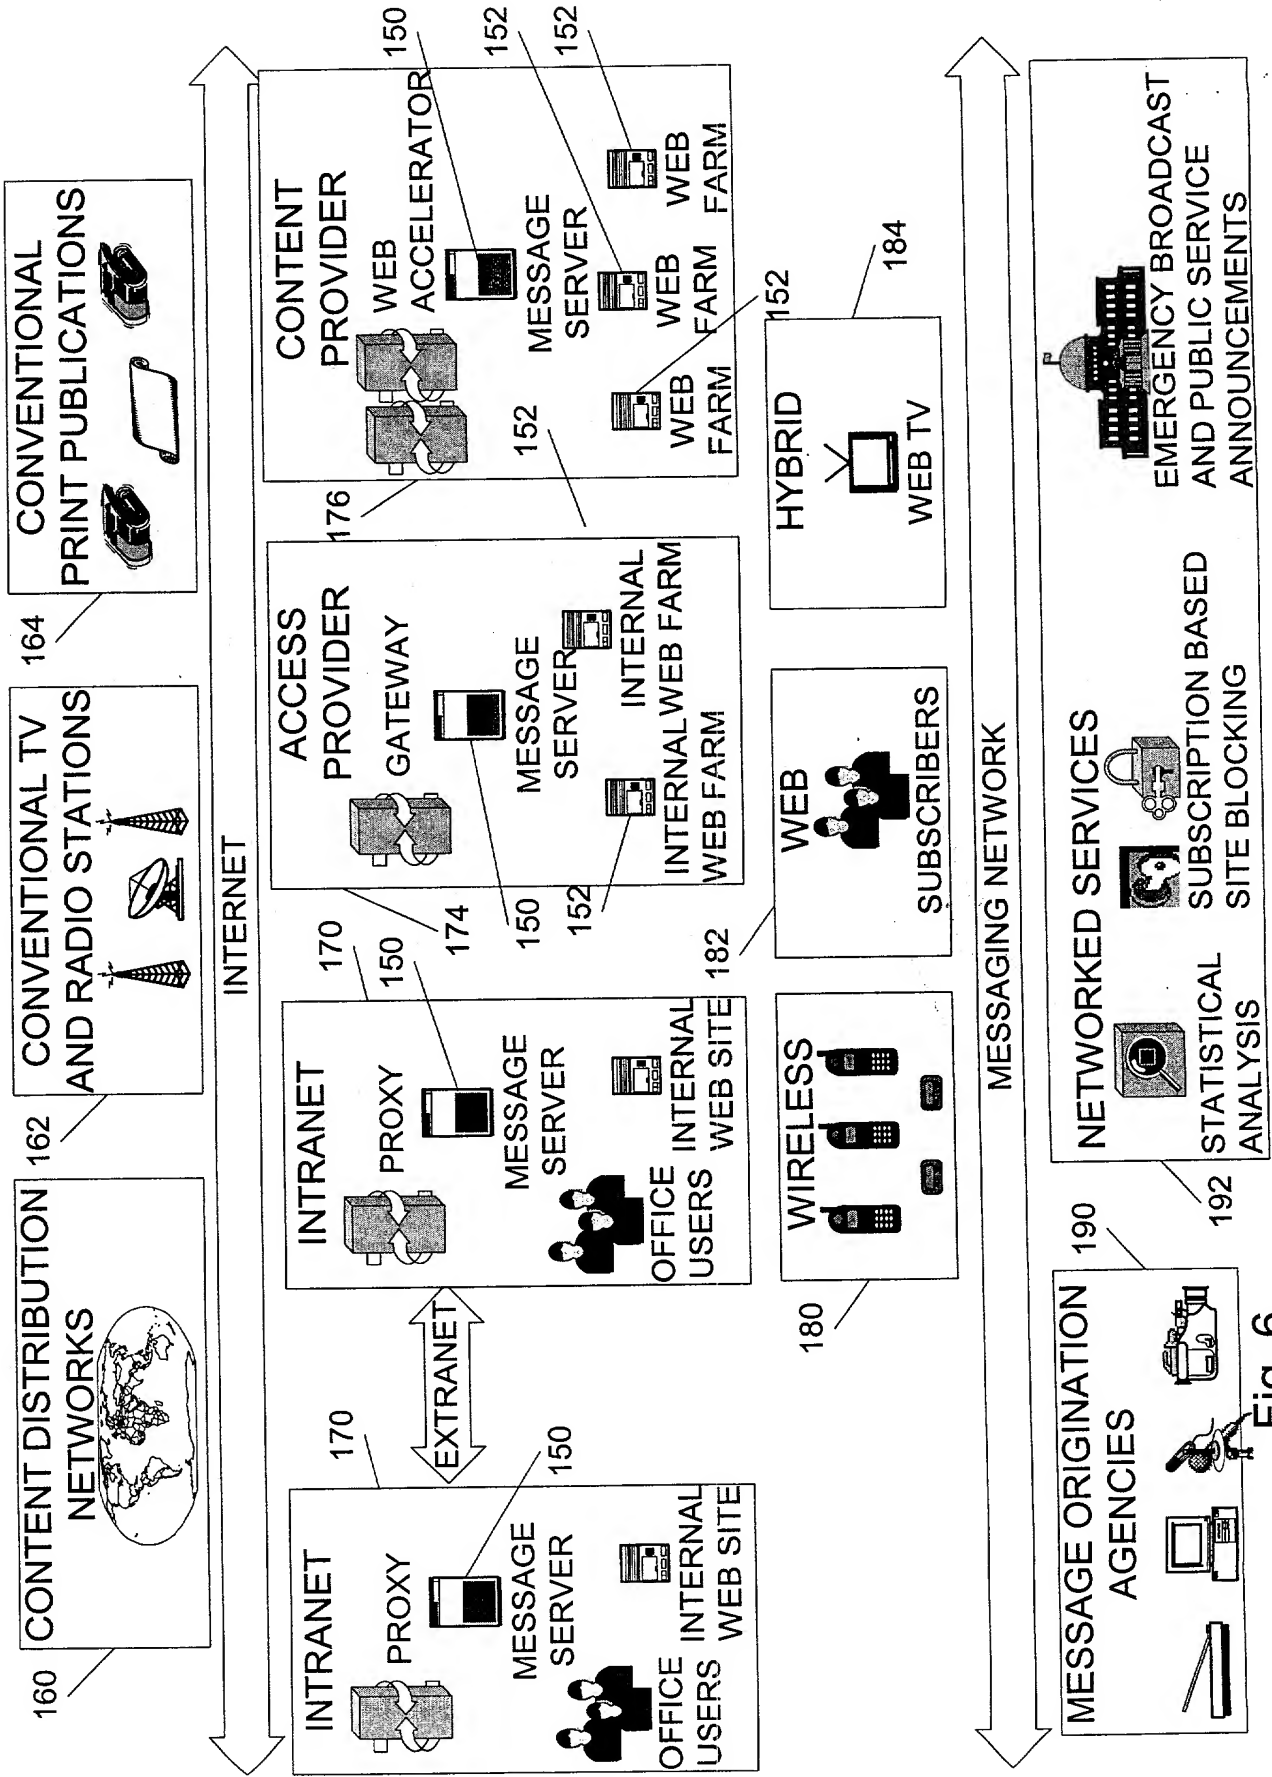 160
CONTENT DISTRIBUTION
NETWORKS
162
CONVENTIONAL TV
AND RADIO STATIONS
164
CONVENTIONAL
PRINT PUBLICATIONS
INTERNET
INTRANET
PROXY
MESSAGE
SERVER
OFFICE
USERS
INTERNAL
WEB SITE
170
150
EXTRANET
INTRANET
PROXY
MESSAGE
SERVER
OFFICE
USERS
INTERNAL
WEB SITE
170
150
174
ACCESS
PROVIDER
GATEWAY
MESSAGE
SERVER
INTERNAL
WEB FARM
INTERNAL
WEB FARM
150
152
152
176
CONTENT
PROVIDER
WEB
ACCELERATOR
MESSAGE
SERVER
WEB
FARM
WEB
FARM
WEB
FARM
150
152
152
152
180
WIRELESS
182
WEB
SUBSCRIBERS
184
HYBRID
WEB TV
MESSAGING NETWORK
MESSAGE ORIGINATION
AGENCIES
190
192
NETWORKED SERVICES
STATISTICAL
ANALYSIS
SUBSCRIPTION BASED
SITE BLOCKING
EMERGENCY BROADCAST
AND PUBLIC SERVICE
ANNOUNCEMENTS
Fig. 6